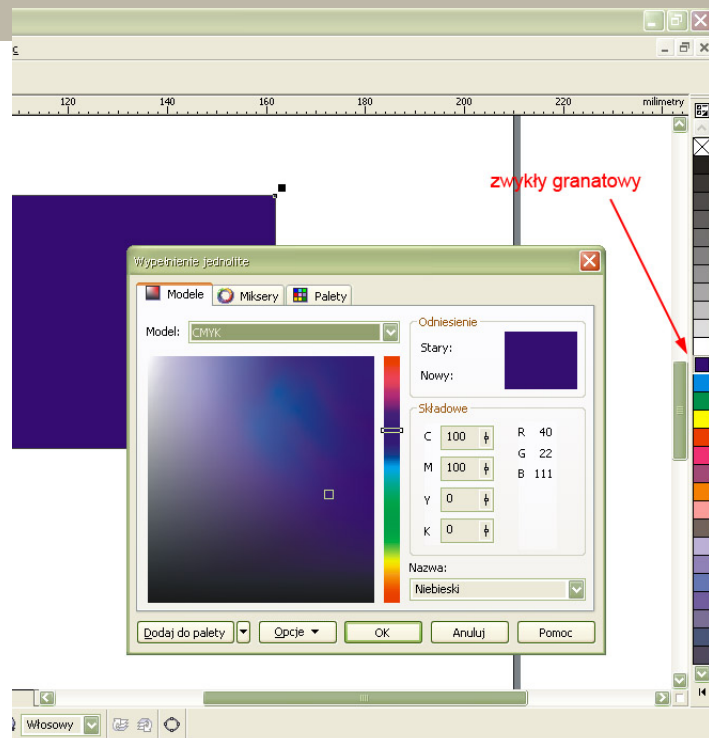 c
120 140 160 180 200 220 milimetry
zwykły granatowy
Wypełnienie jednolite
Modele Miksery Palety
Model: CMYK
Odniesienie
Stary:
Nowy:
Składowe
C 100 R 40
G 22
M 100 B 111
Y 0
K 0
Nazwa:
Niebieski
Dodaj do palety Opcje OK Anuluj Pomoc
Włosowy